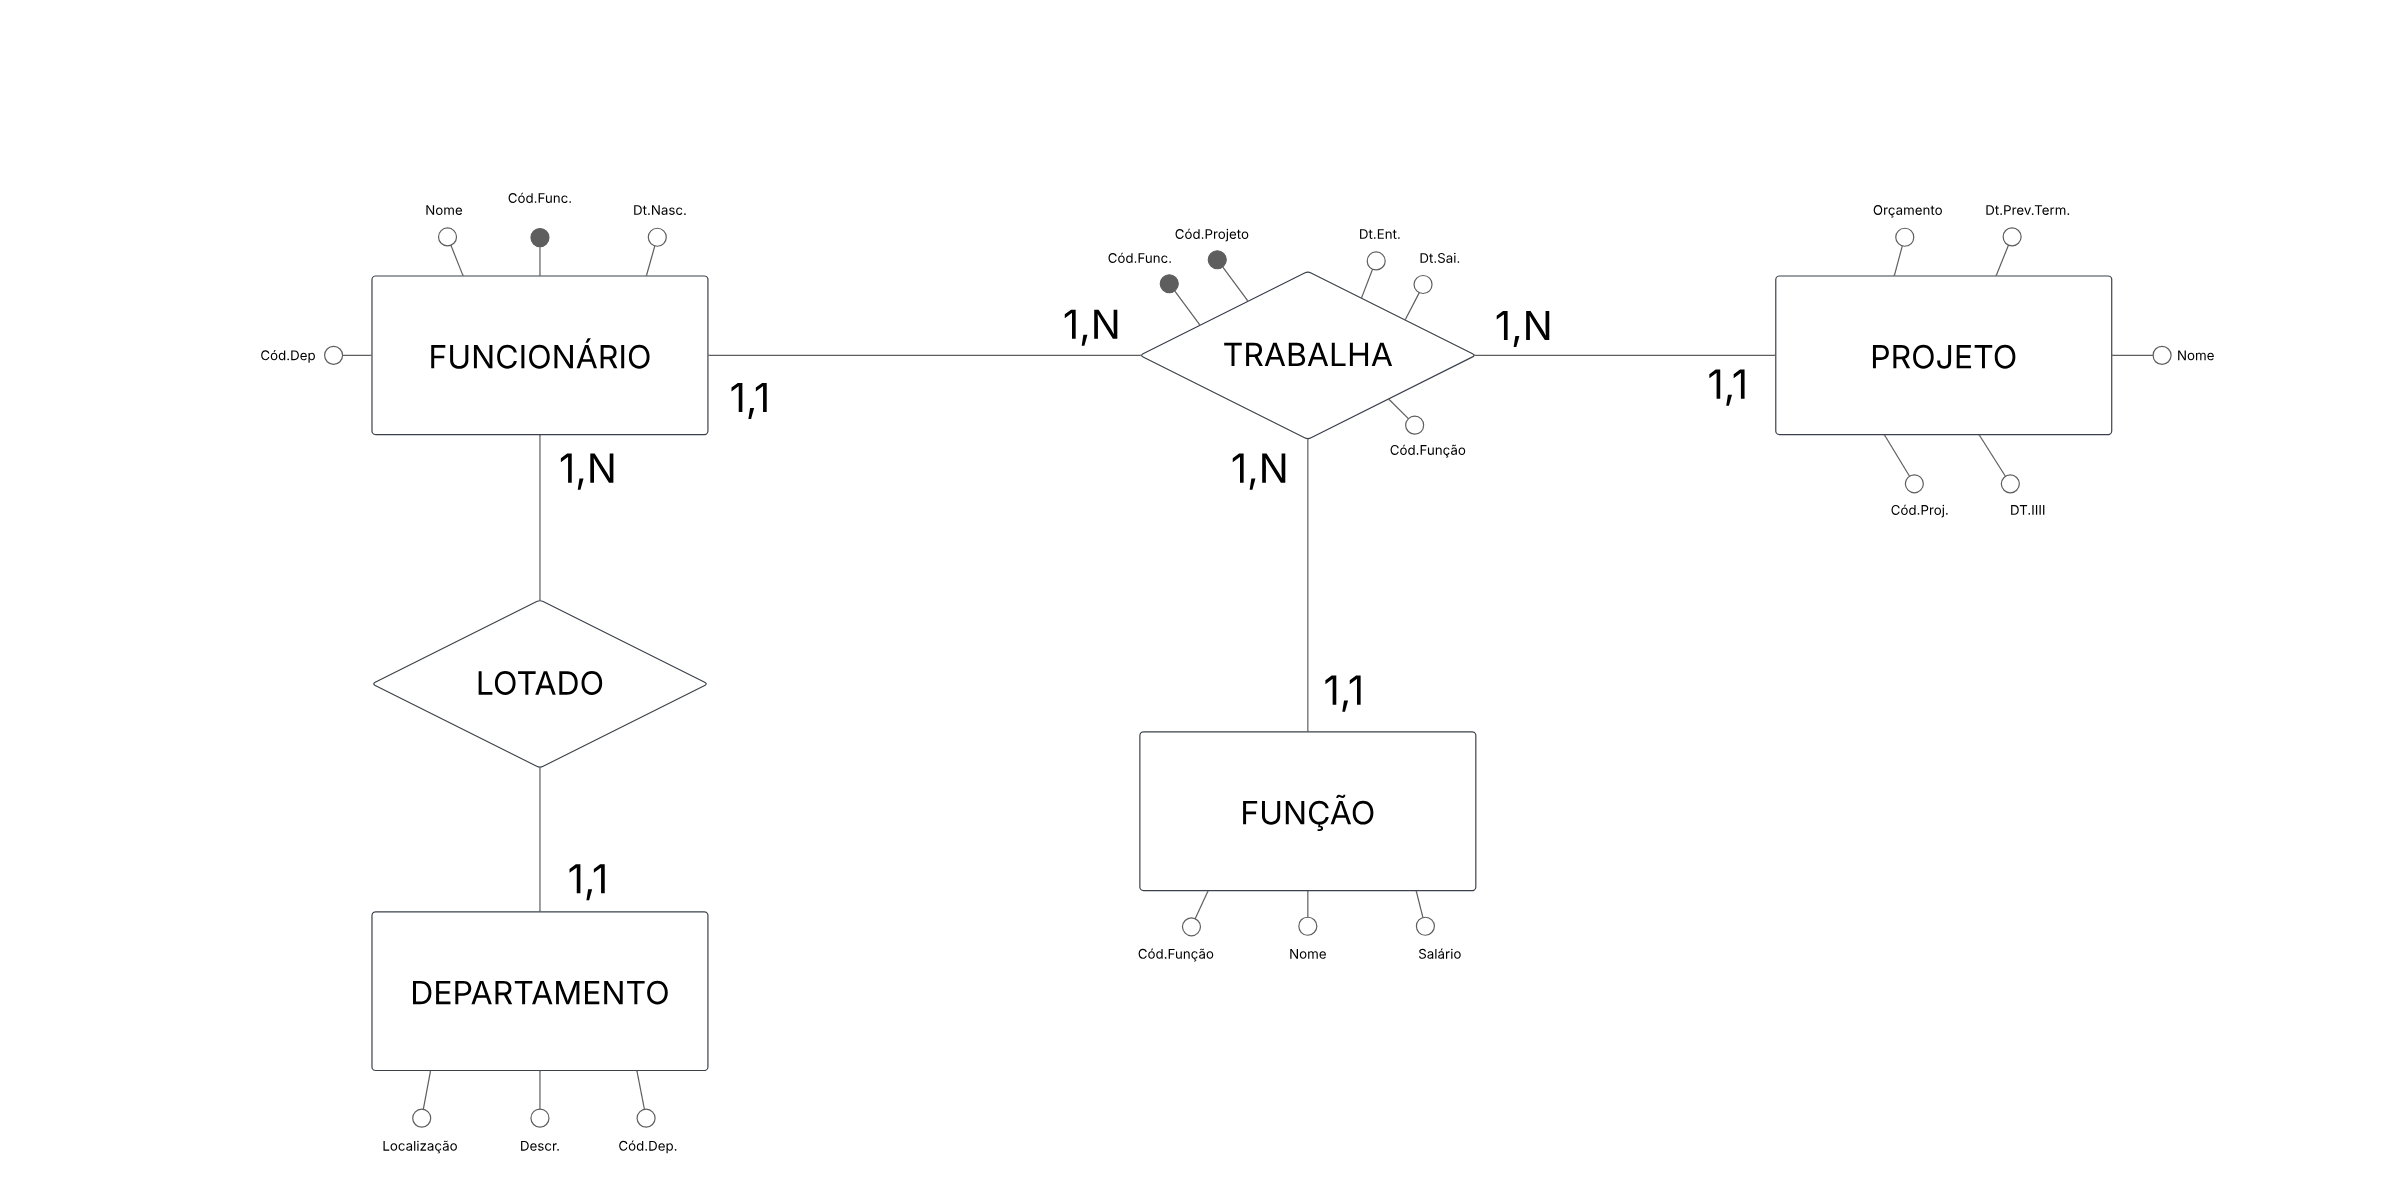 Nome
Cód.Func.
Dt.Nasc.
Cód.Dep
FUNCIONÁRIO
1,1
1,N
LOTADO
1,1
DEPARTAMENTO
Localização
Descr.
Cód.Dep.
Cód.Func.
Cód.Projeto
Dt.Ent.
Dt.Sai.
1,N
TRABALHA
1,N
Cód.Função
1,N
1,1
FUNÇÃO
Cód.Função
Nome
Salário
Orçamento
Dt.Prev.Term.
1,1
PROJETO
Nome
Cód.Proj.
DT.IIII